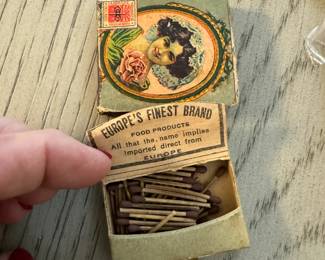 EUROPE'S FINEST BRAND
FOOD PRODUCTS
All that the name implies
imported direct from
EUROPE